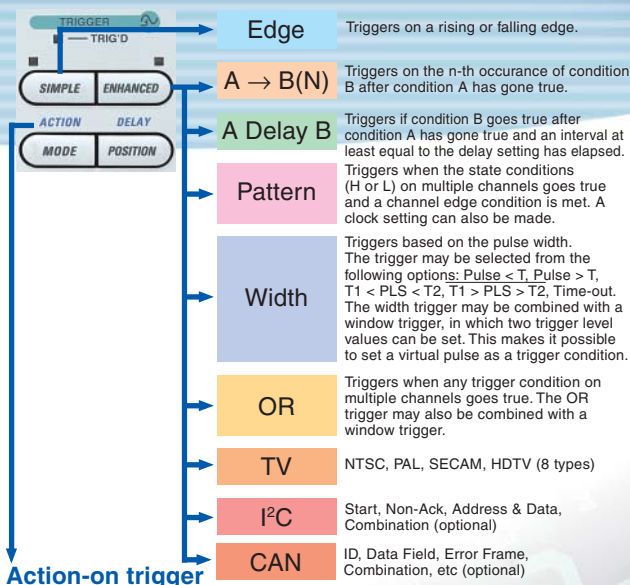 TRIGGER
TRIG'D
SIMPLE
ENHANCED
ACTION
DELAY
MODE
POSITION
Edge
Triggers on a rising or falling edge.
A → B(N)
Triggers on the n-th occurance of condition
B after condition A has gone true.
A Delay B
Triggers if condition B goes true after
condition A has gone true and an interval at
least equal to the delay setting has elapsed.
Pattern
Triggers when the state conditions
(H or L) on multiple channels goes true
and a channel edge condition is met. A
clock setting can also be made.
Width
Triggers based on the pulse width.
The trigger may be selected from the
following options: Pulse < T, Pulse > T,
T1 < PLS < T2, T1 > PLS > T2, Time-out.
The width trigger may be combined with a
window trigger, in which two trigger level
values can be set. This makes it possible
to set a virtual pulse as a trigger condition.
OR
Triggers when any trigger condition on
multiple channels goes true. The OR
trigger may also be combined with a
window trigger.
TV
NTSC, PAL, SECAM, HDTV (8 types)
I²C
Start, Non-Ack, Address & Data,
Combination (optional)
CAN
ID, Data Field, Error Frame,
Combination, etc (optional)
Action-on trigger